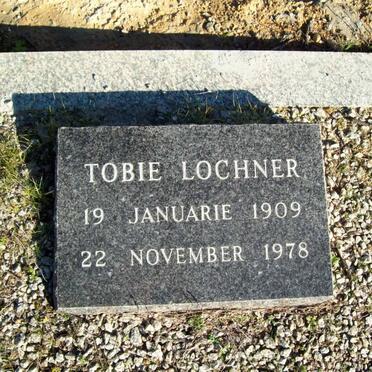 TOBIE LOCHNER
19 JANUARIE 1909
22 NOVEMBER 1978